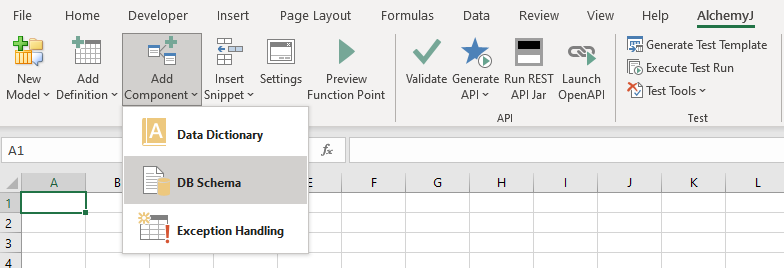 File Home Developer Insert Page Layout Formulas Data Review View Help AlchemyJ
New Model
Add Definition
Add Component
Insert Snippet
Settings
Preview Function Point
Validate
Generate API
Run REST API Jar
Launch OpenAPI
API
Generate Test Template
Execute Test Run
Test Tools
Test
Data Dictionary
DB Schema
Exception Handling
A1
fx
A B E F G H I J K L
1
2
3
4